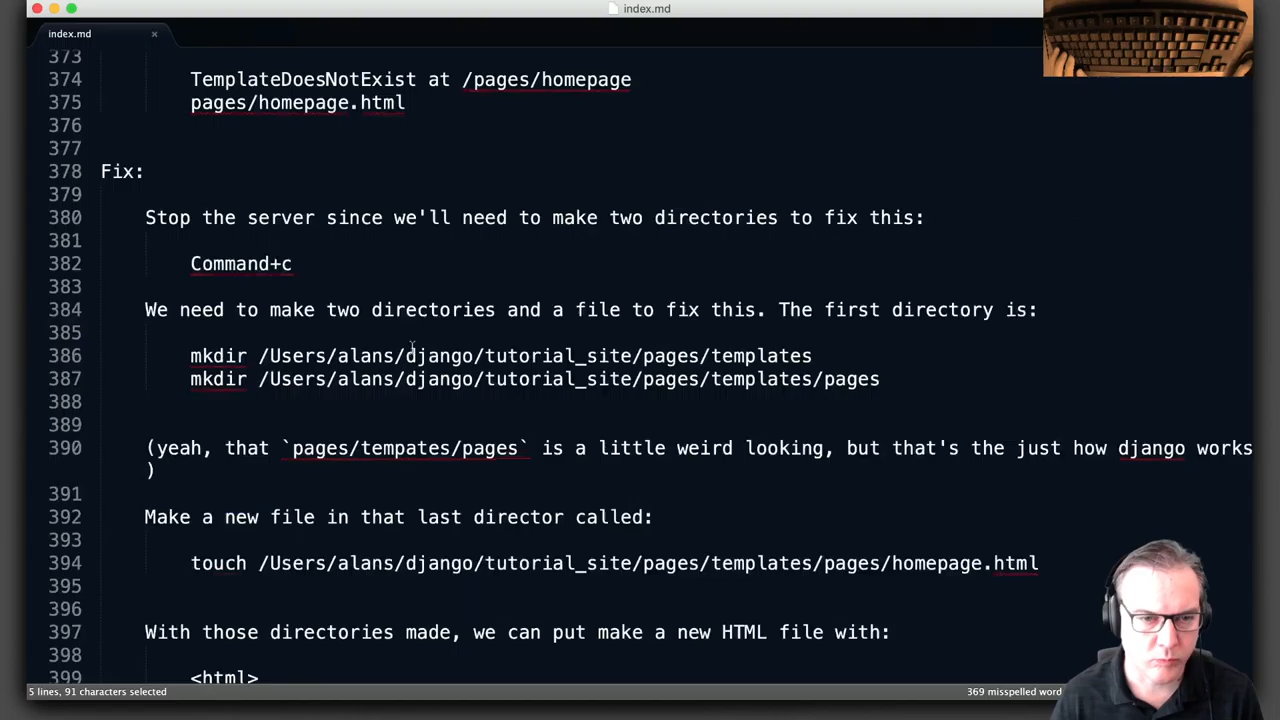 index.md
index.md
373
374 TemplateDoesNotExist at /pages/homepage
375 pages/homepage.html
376
377
378 Fix:
379
380 Stop the server since we'll need to make two directories to fix this:
381
382 Command+c
383
384 We need to make two directories and a file to fix this. The first directory is:
385
386 mkdir /Users/alans/django/tutorial_site/pages/templates
387 mkdir /Users/alans/django/tutorial_site/pages/templates/pages
388
389
390 (yeah, that `pages/tempates/pages` is a little weird looking, but that's the just how django works
)
391
392 Make a new file in that last director called:
393
394 touch /Users/alans/django/tutorial_site/pages/templates/pages/homepage.html
395
396
397 With those directories made, we can put make a new HTML file with:
398
399 <html>
5 lines, 91 characters selected
369 misspelled word